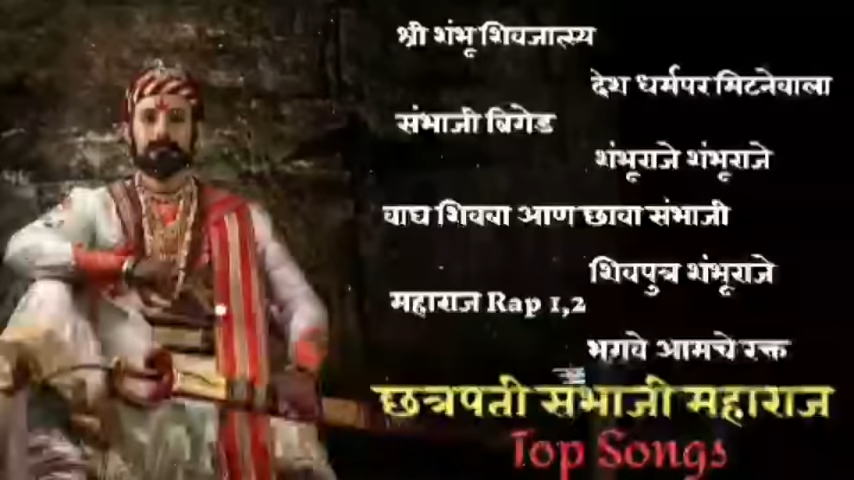 श्री शंभू शिवजात्स्य
देश धर्मपर मिटनेवाला
संभाजी ब्रिगेड
शंभूराजे शंभूराजे
वाघ शिवबा आण छावा संभाजी
शिवपुत्र शंभूराजे
महाराज Rap 1,2
भगवे आमचे रक्त
छत्रपती संभाजी महाराज
Top Songs